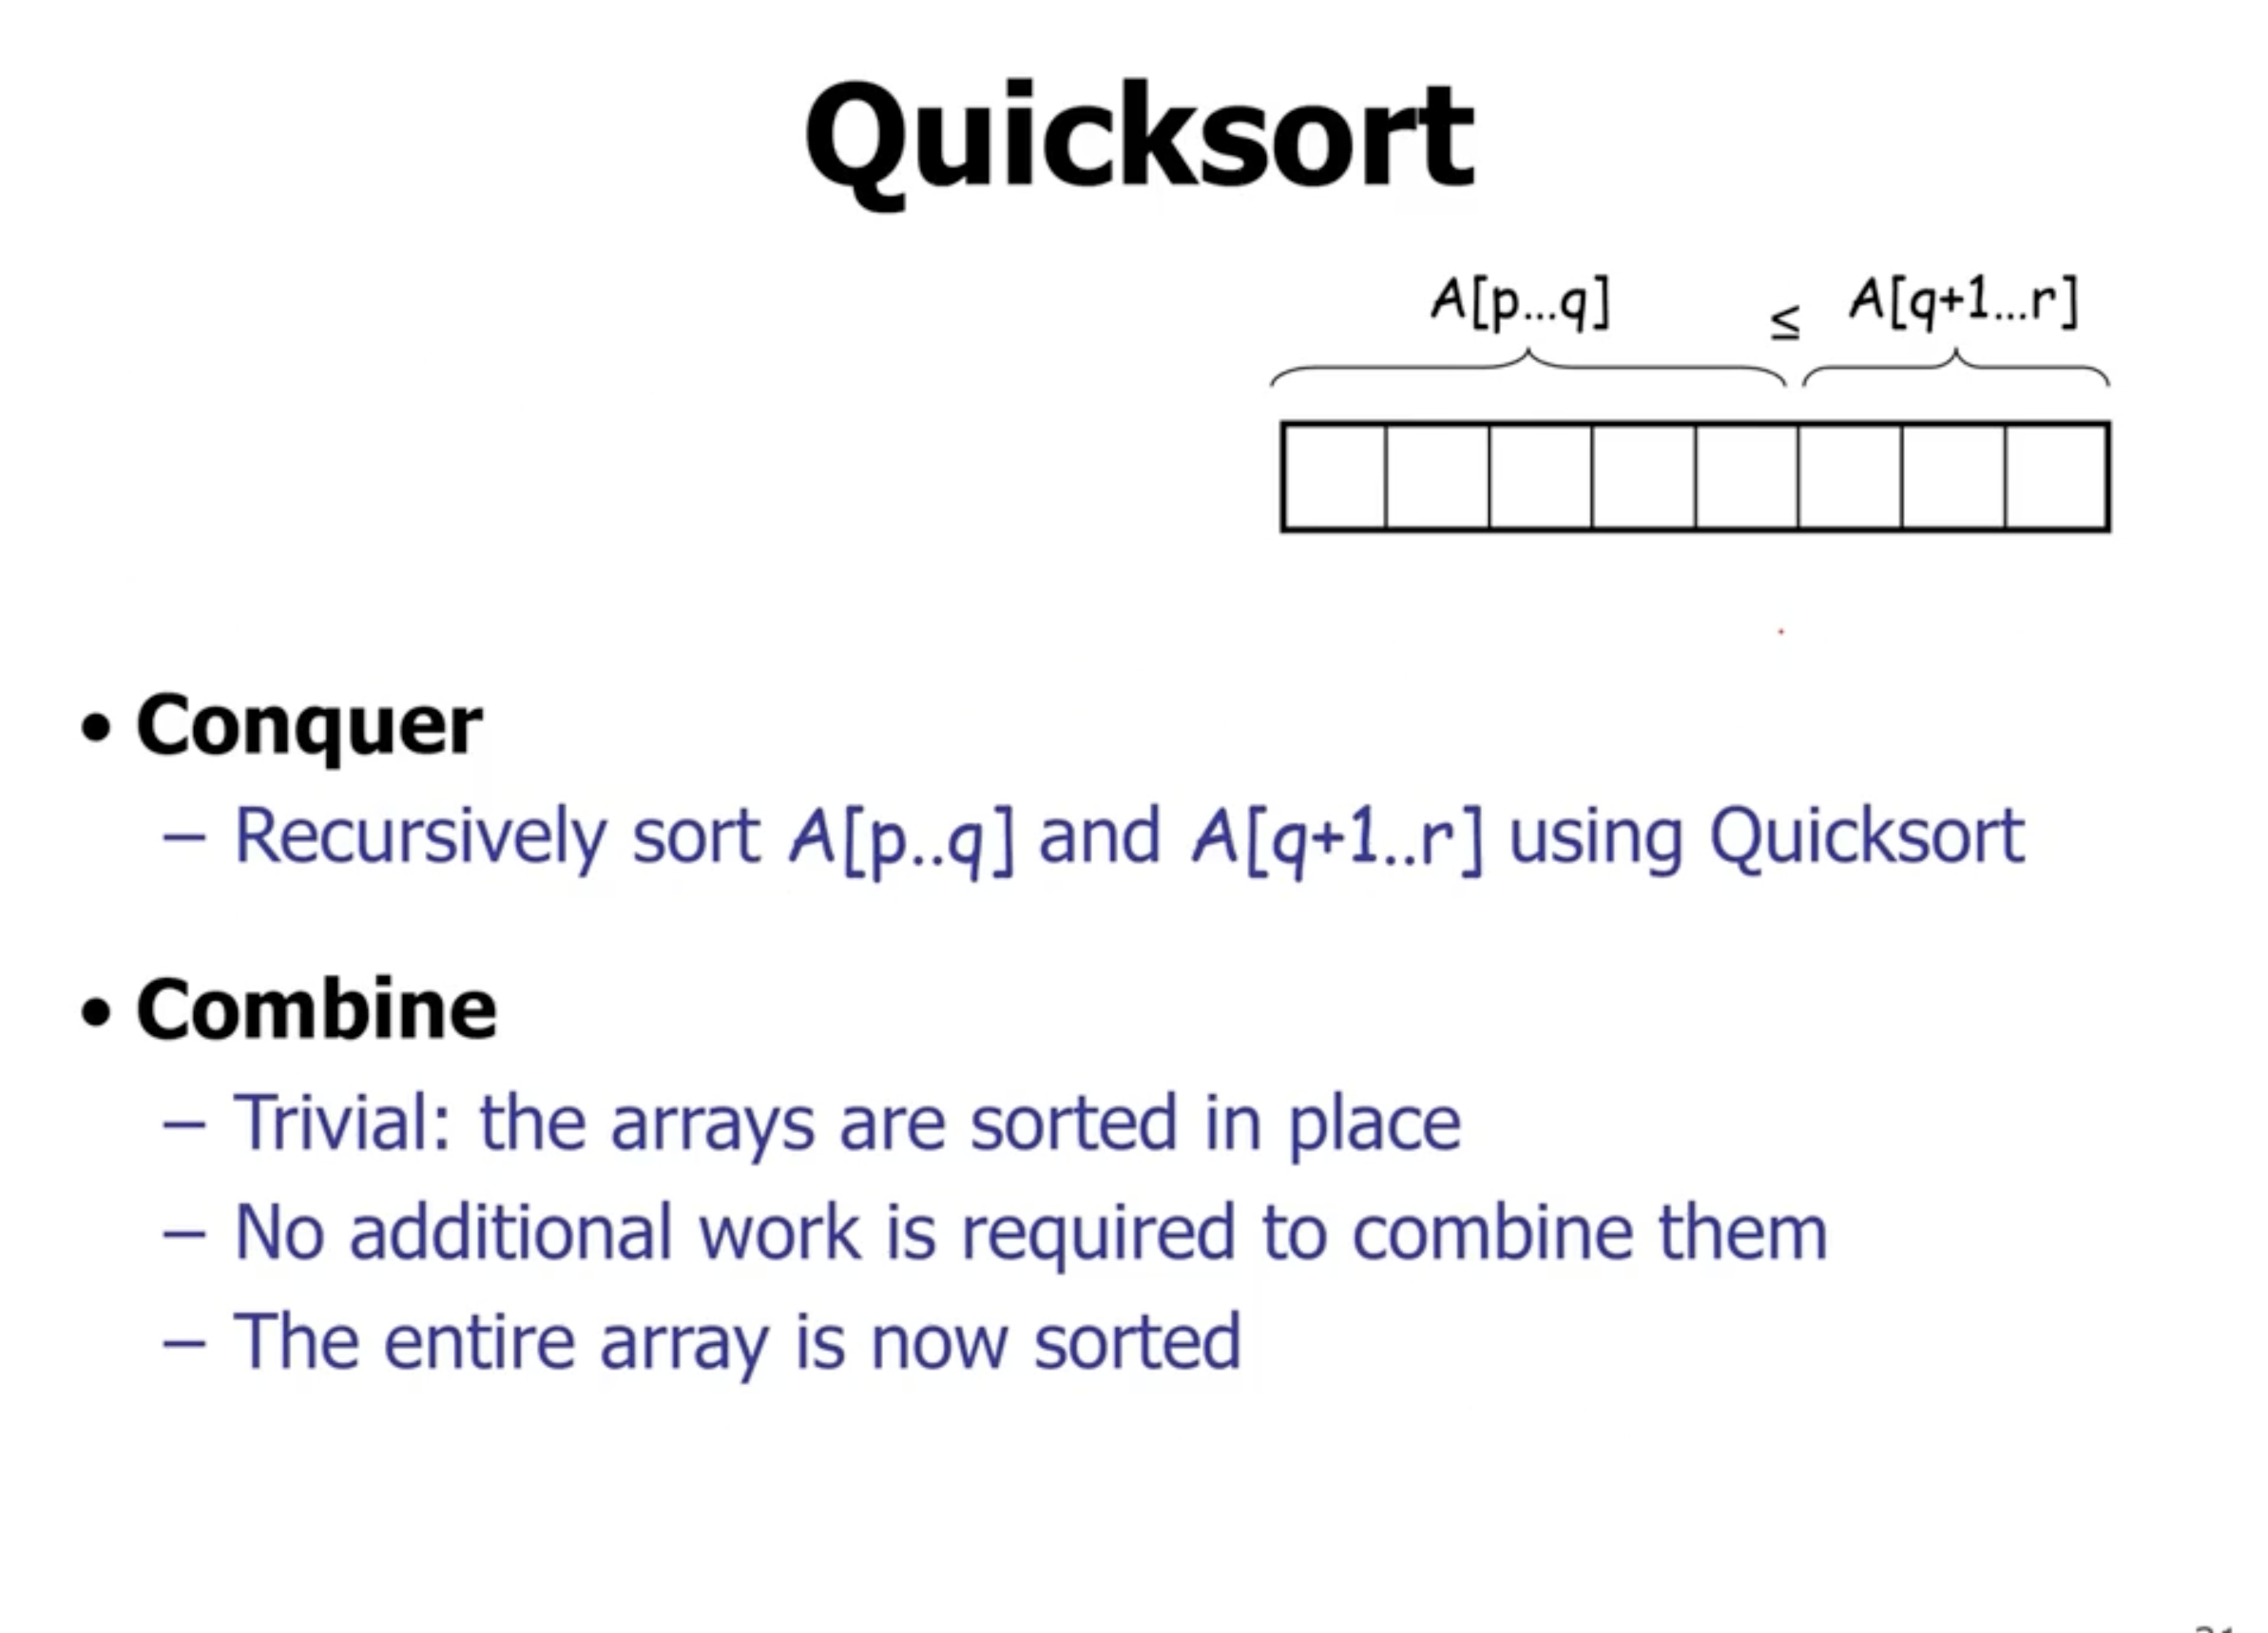 Quicksort
A[p...q] ≤ A[q+1...r]
• Conquer
– Recursively sort A[p..q] and A[q+1..r] using Quicksort
• Combine
– Trivial: the arrays are sorted in place
– No additional work is required to combine them
– The entire array is now sorted